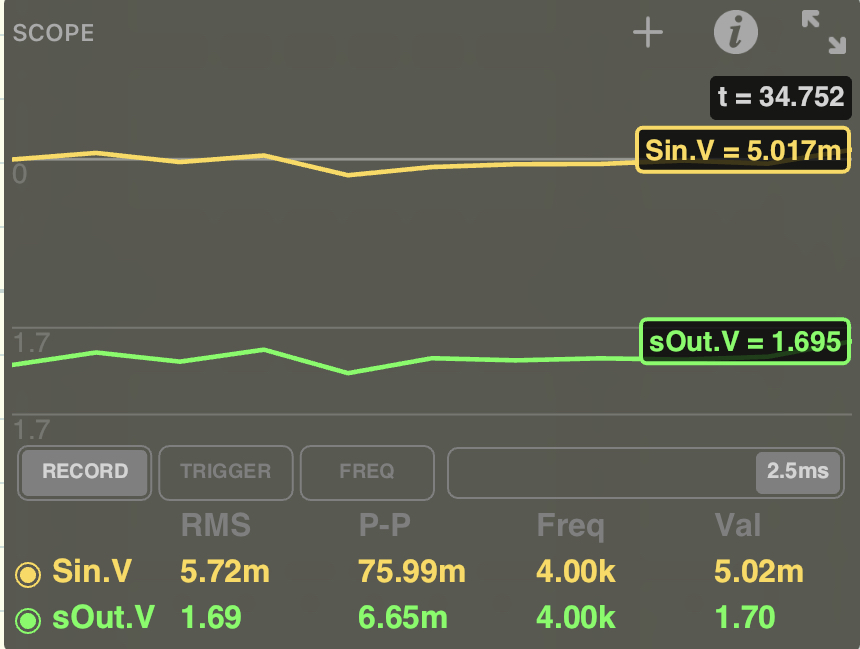 SCOPE
t = 34.752
Sin.V = 5.017m
0
1.7
sOut.V = 1.695
1.7
RECORD TRIGGER FREQ 2.5ms
RMS P-P Freq Val
Sin.V 5.72m 75.99m 4.00k 5.02m
sOut.V 1.69 6.65m 4.00k 1.70